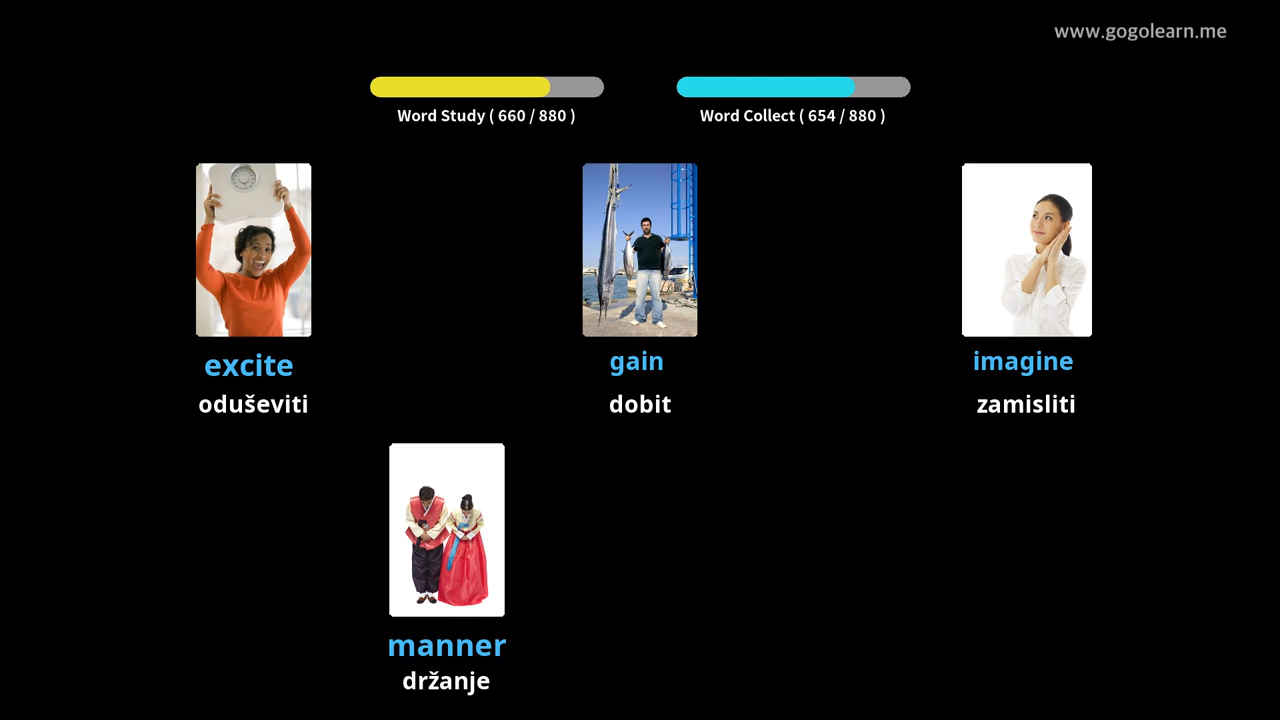 www.gogolearn.me
Word Study ( 660 / 880 )
Word Collect ( 654 / 880 )
excite
gain
imagine
oduševiti
dobit
zamisliti
manner
držanje